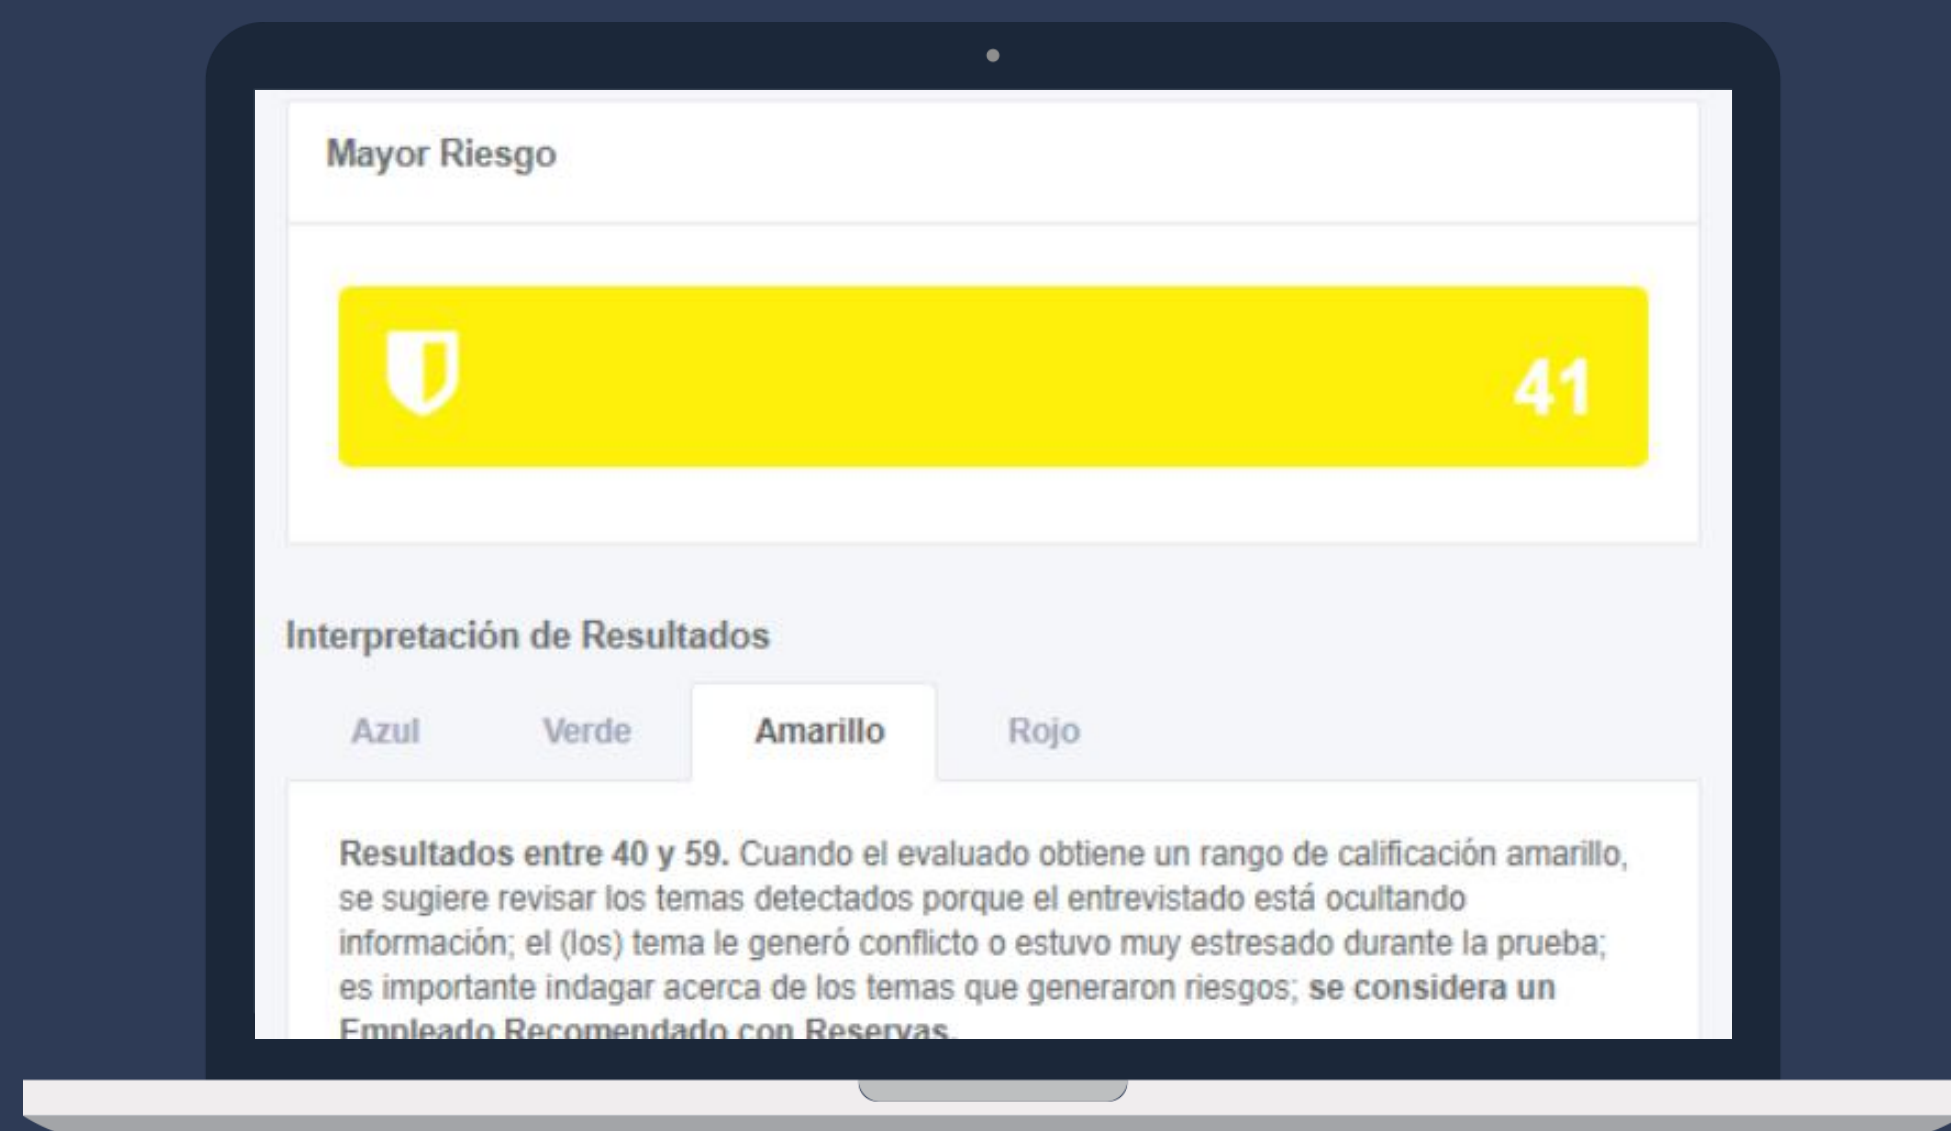 Mayor Riesgo
41
Interpretación de Resultados
Azul Verde Amarillo Rojo
Resultados entre 40 y 59. Cuando el evaluado obtiene un rango de calificación amarillo,
se sugiere revisar los temas detectados porque el entrevistado está ocultando
información; el (los) tema le generó conflicto o estuvo muy estresado durante la prueba;
es importante indagar acerca de los temas que generaron riesgos; se considera un
Empleado Recomendado con Reservas.